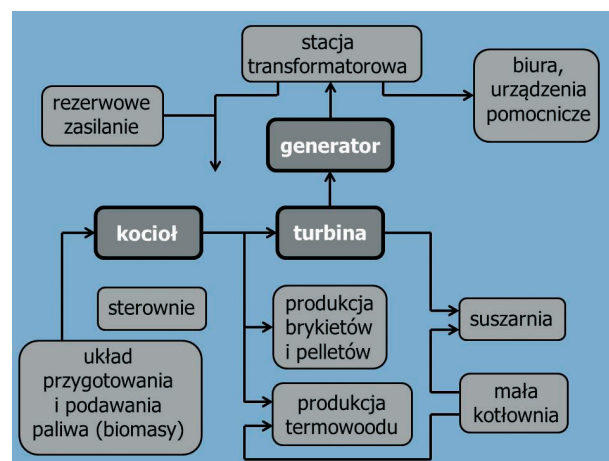 stacja
transformatorowa
biura,
urządzenia
pomocnicze
rezerwowe
zasilanie
generator
kocioł
turbina
sterownie
produkcja
brykietów
i pelletów
suszarnia
układ
przygotowania
i podawania
paliwa (biomasy)
produkcja
termowoodu
mała
kotłownia